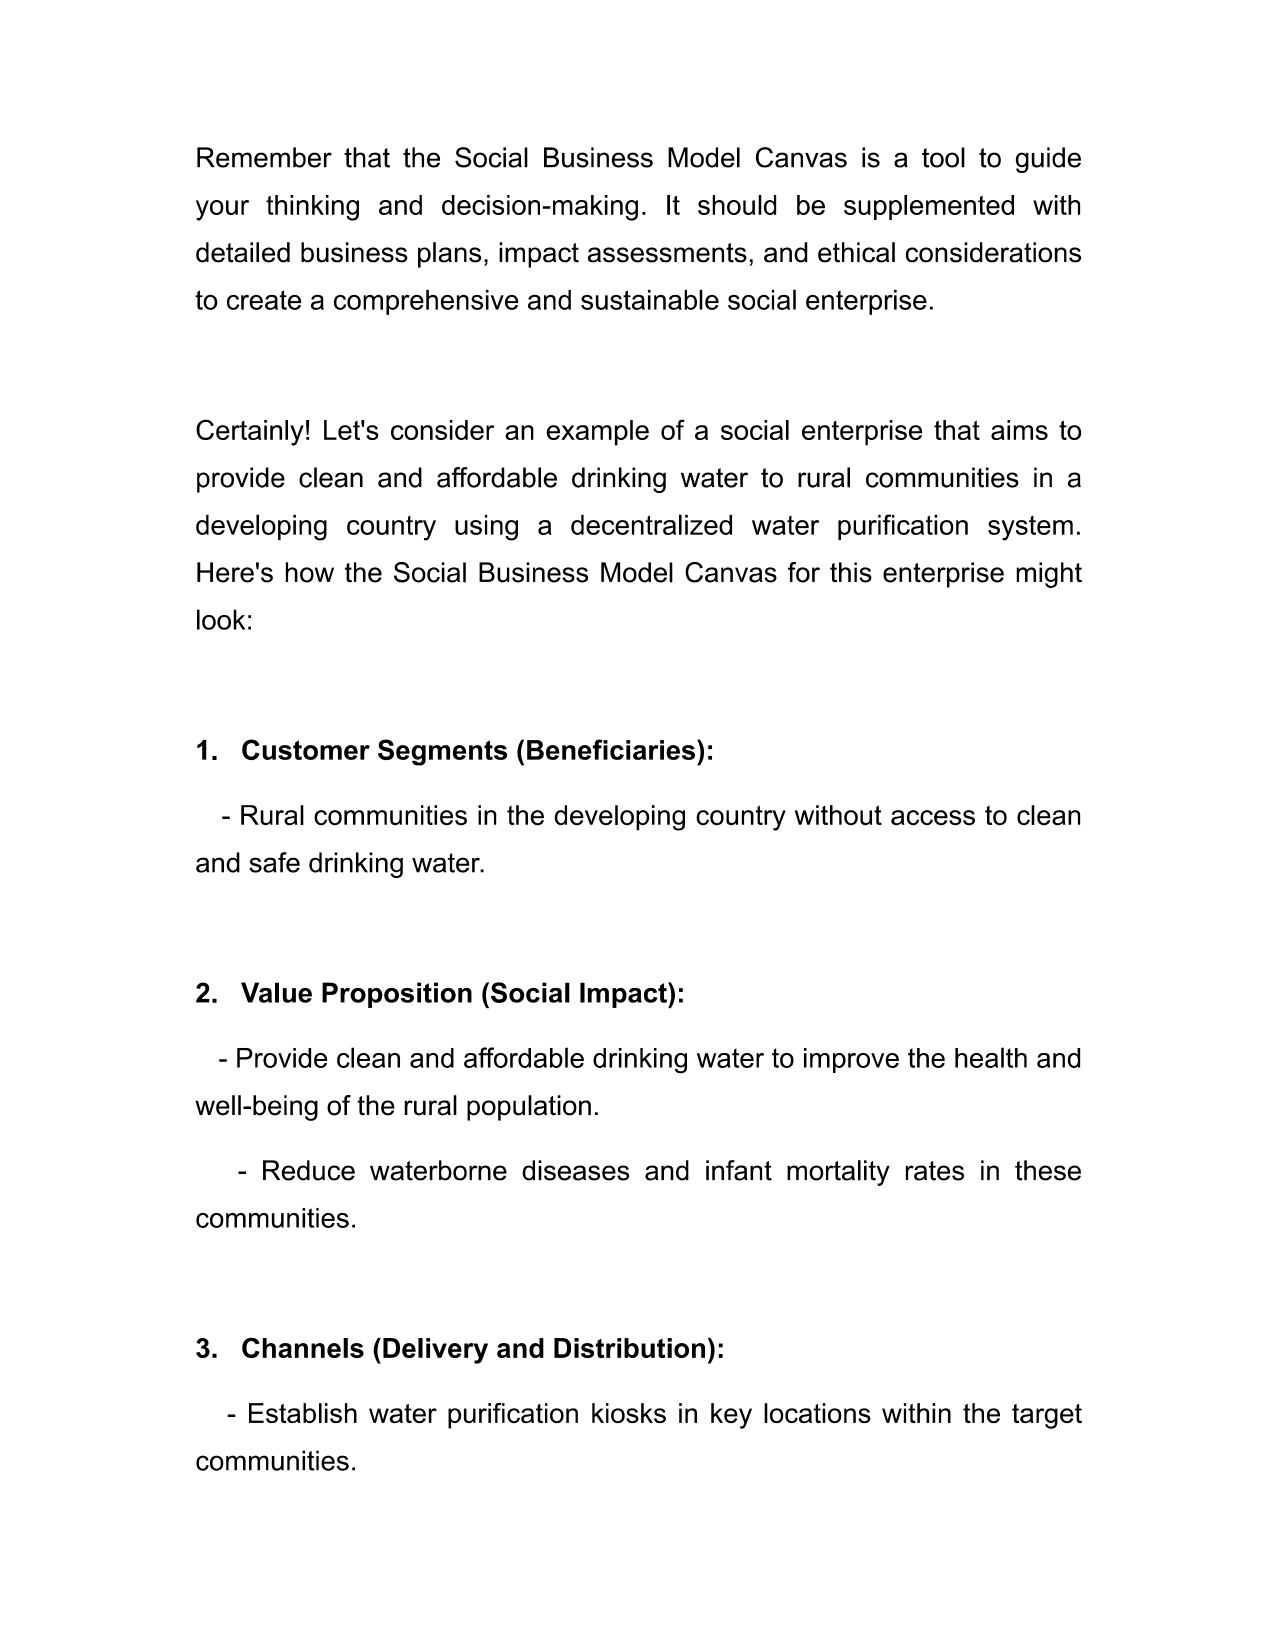 Remember that the Social Business Model Canvas is a tool to guide
your thinking and decision-making. It should be supplemented with
detailed business plans, impact assessments, and ethical considerations
to create a comprehensive and sustainable social enterprise.
Certainly! Let's consider an example of a social enterprise that aims to
provide clean and affordable drinking water to rural communities in a
developing country using a decentralized water purification system.
Here's how the Social Business Model Canvas for this enterprise might
look:
1. Customer Segments (Beneficiaries):
- Rural communities in the developing country without access to clean
and safe drinking water.
2. Value Proposition (Social Impact):
- Provide clean and affordable drinking water to improve the health and
well-being of the rural population.
- Reduce waterborne diseases and infant mortality rates in these
communities.
3. Channels (Delivery and Distribution):
- Establish water purification kiosks in key locations within the target
communities.